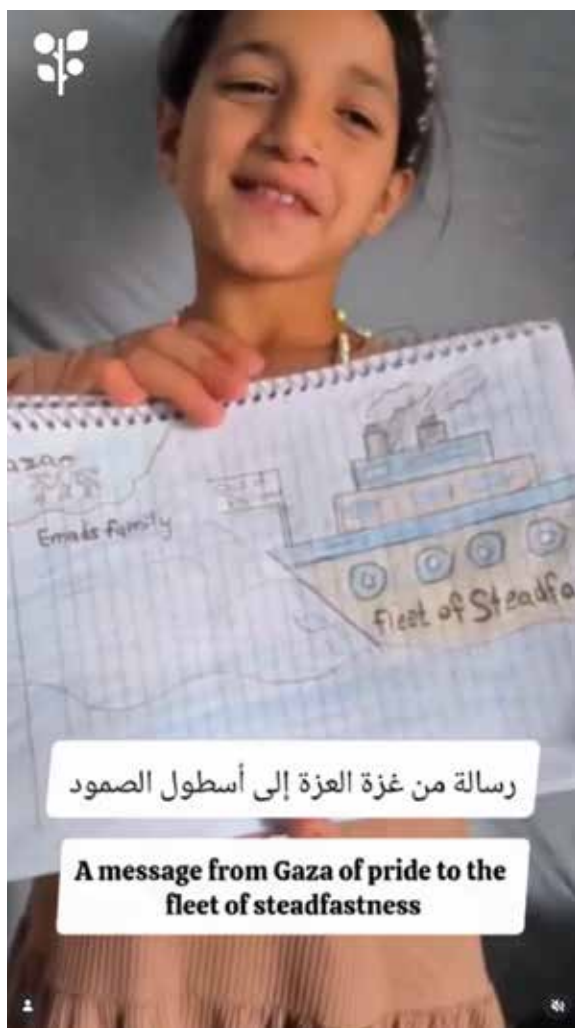 Emads family
fleet of Steadfa
رسالة من غزة العزة إلى أسطول الصمود
A message from Gaza of pride to the
fleet of steadfastness